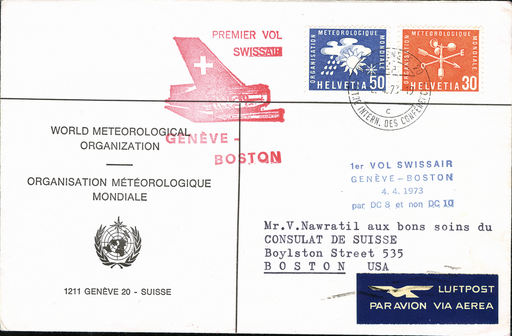 PREMIER VOL
SWISSAIR
GENÈVE -
BOSTON
ORGANISATION MÉTÉOROLOGIQUE MONDIALE
HELVETIA 50
ORGANISATION MÉTÉOROLOGIQUE MONDIALE
HELVETIA 30
INTERN. DES CONFÉRENCES
WORLD METEOROLOGICAL
ORGANIZATION
ORGANISATION MÉTÉOROLOGIQUE
MONDIALE
1211 GENÈVE 20 - SUISSE
1er VOL SWISSAIR
GENÈVE - BOSTON
4. 4. 1973
par DC 8 et non DC 10
Mr.V.Nawratil aux bons soins du
CONSULAT DE SUISSE
Boylston Street 535
BOSTON USA
LUFTPOST
PAR AVION VIA AEREA